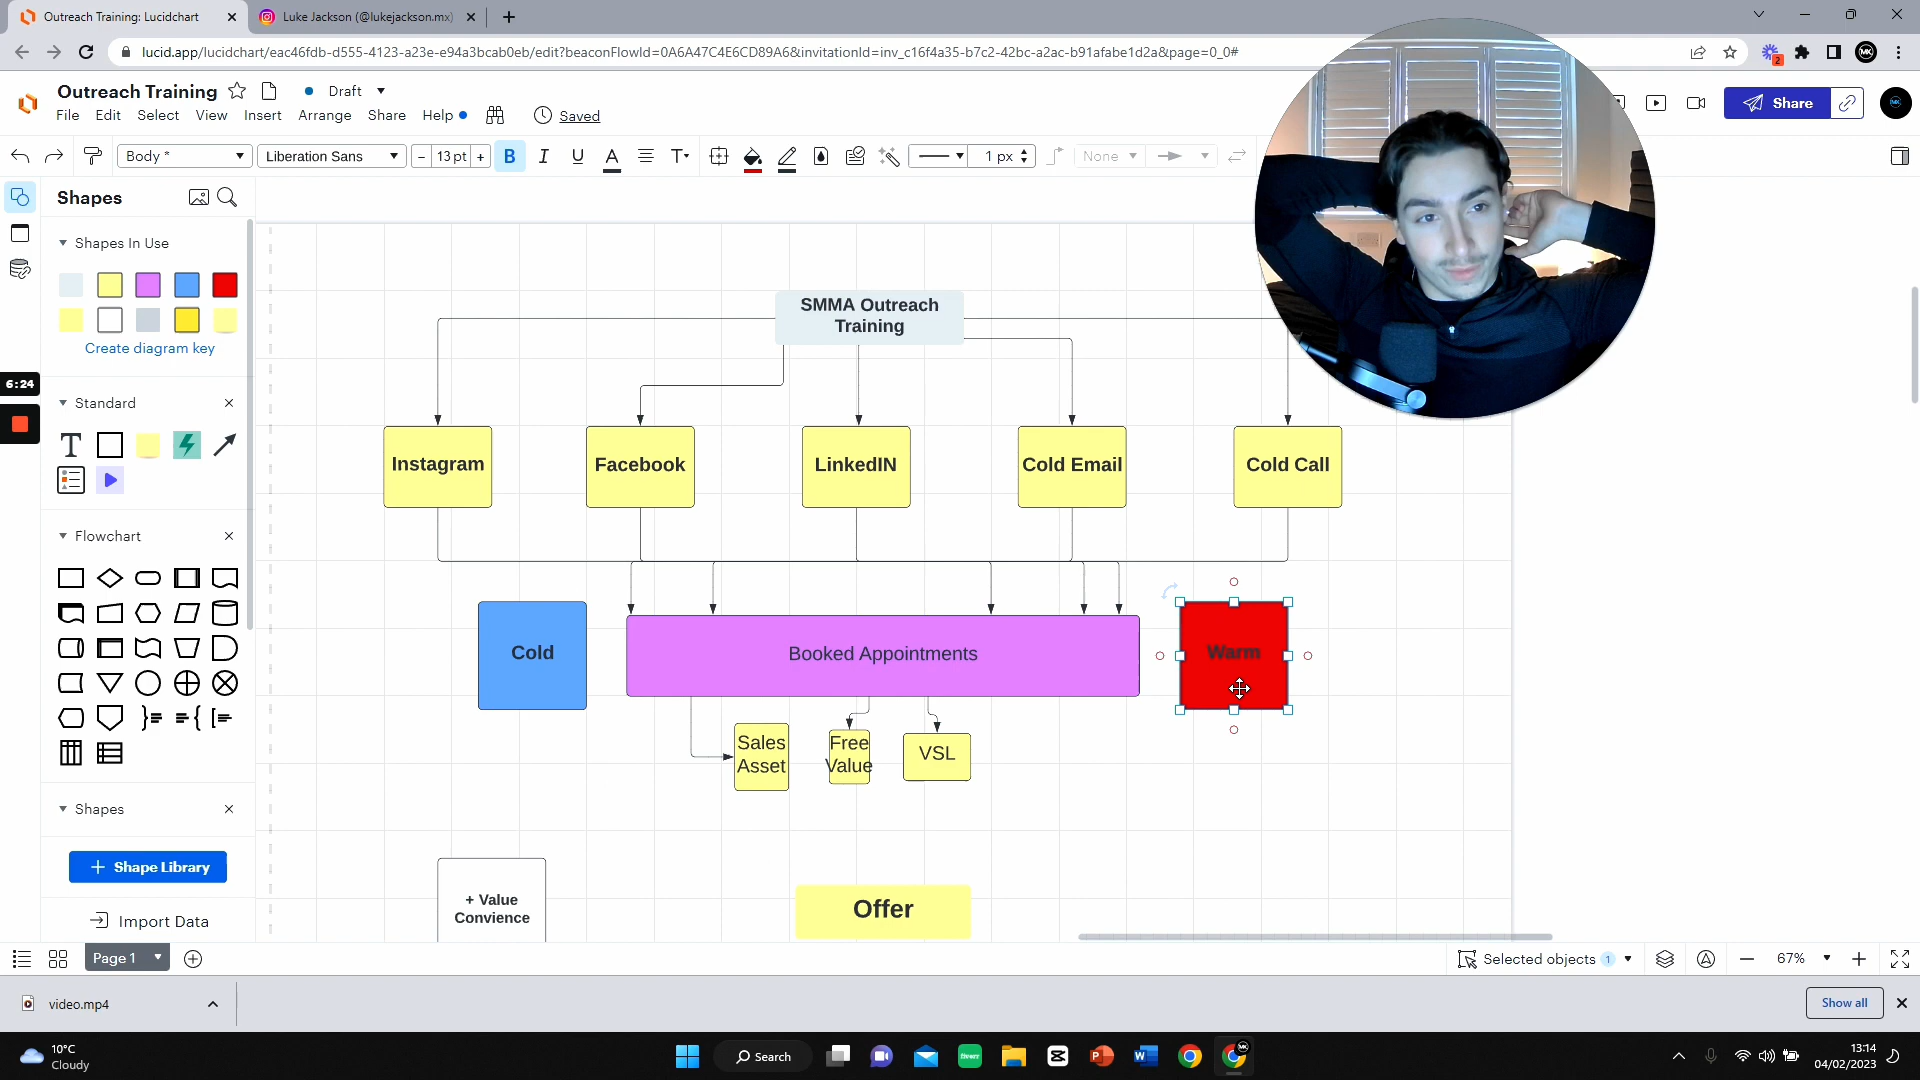 Outreach Training: Lucidchart
Luke Jackson (@lukejackson.mx)
lucid.app/lucidchart/eac46fdb-d555-4123-a23e-e94a3bcab0eb/edit?beaconFlowId=0A6A47C4E6CD89A6&invitationId=inv_c16f4a35-b7c2-42bc-a2ac-b91afabe1d2a&page=0_0#
2
MK
Outreach Training
Draft
File Edit Select View Insert Arrange Share Help
Saved
Share
Body *
Liberation Sans
- 13 pt +
B I U A T
1 px
None
Shapes
Shapes In Use
Create diagram key
6:24
Standard
T
Flowchart
Shapes
+ Shape Library
Import Data
SMMA Outreach
Training
Instagram
Facebook
LinkedIN
Cold Email
Cold Call
Cold
Booked Appointments
Warm
Sales
Asset
Free
Value
VSL
+ Value
Convience
Offer
Page 1
Selected objects 1
67%
video.mp4
Show all
10°C
Cloudy
Search
fiverr
MK
13:14
04/02/2023